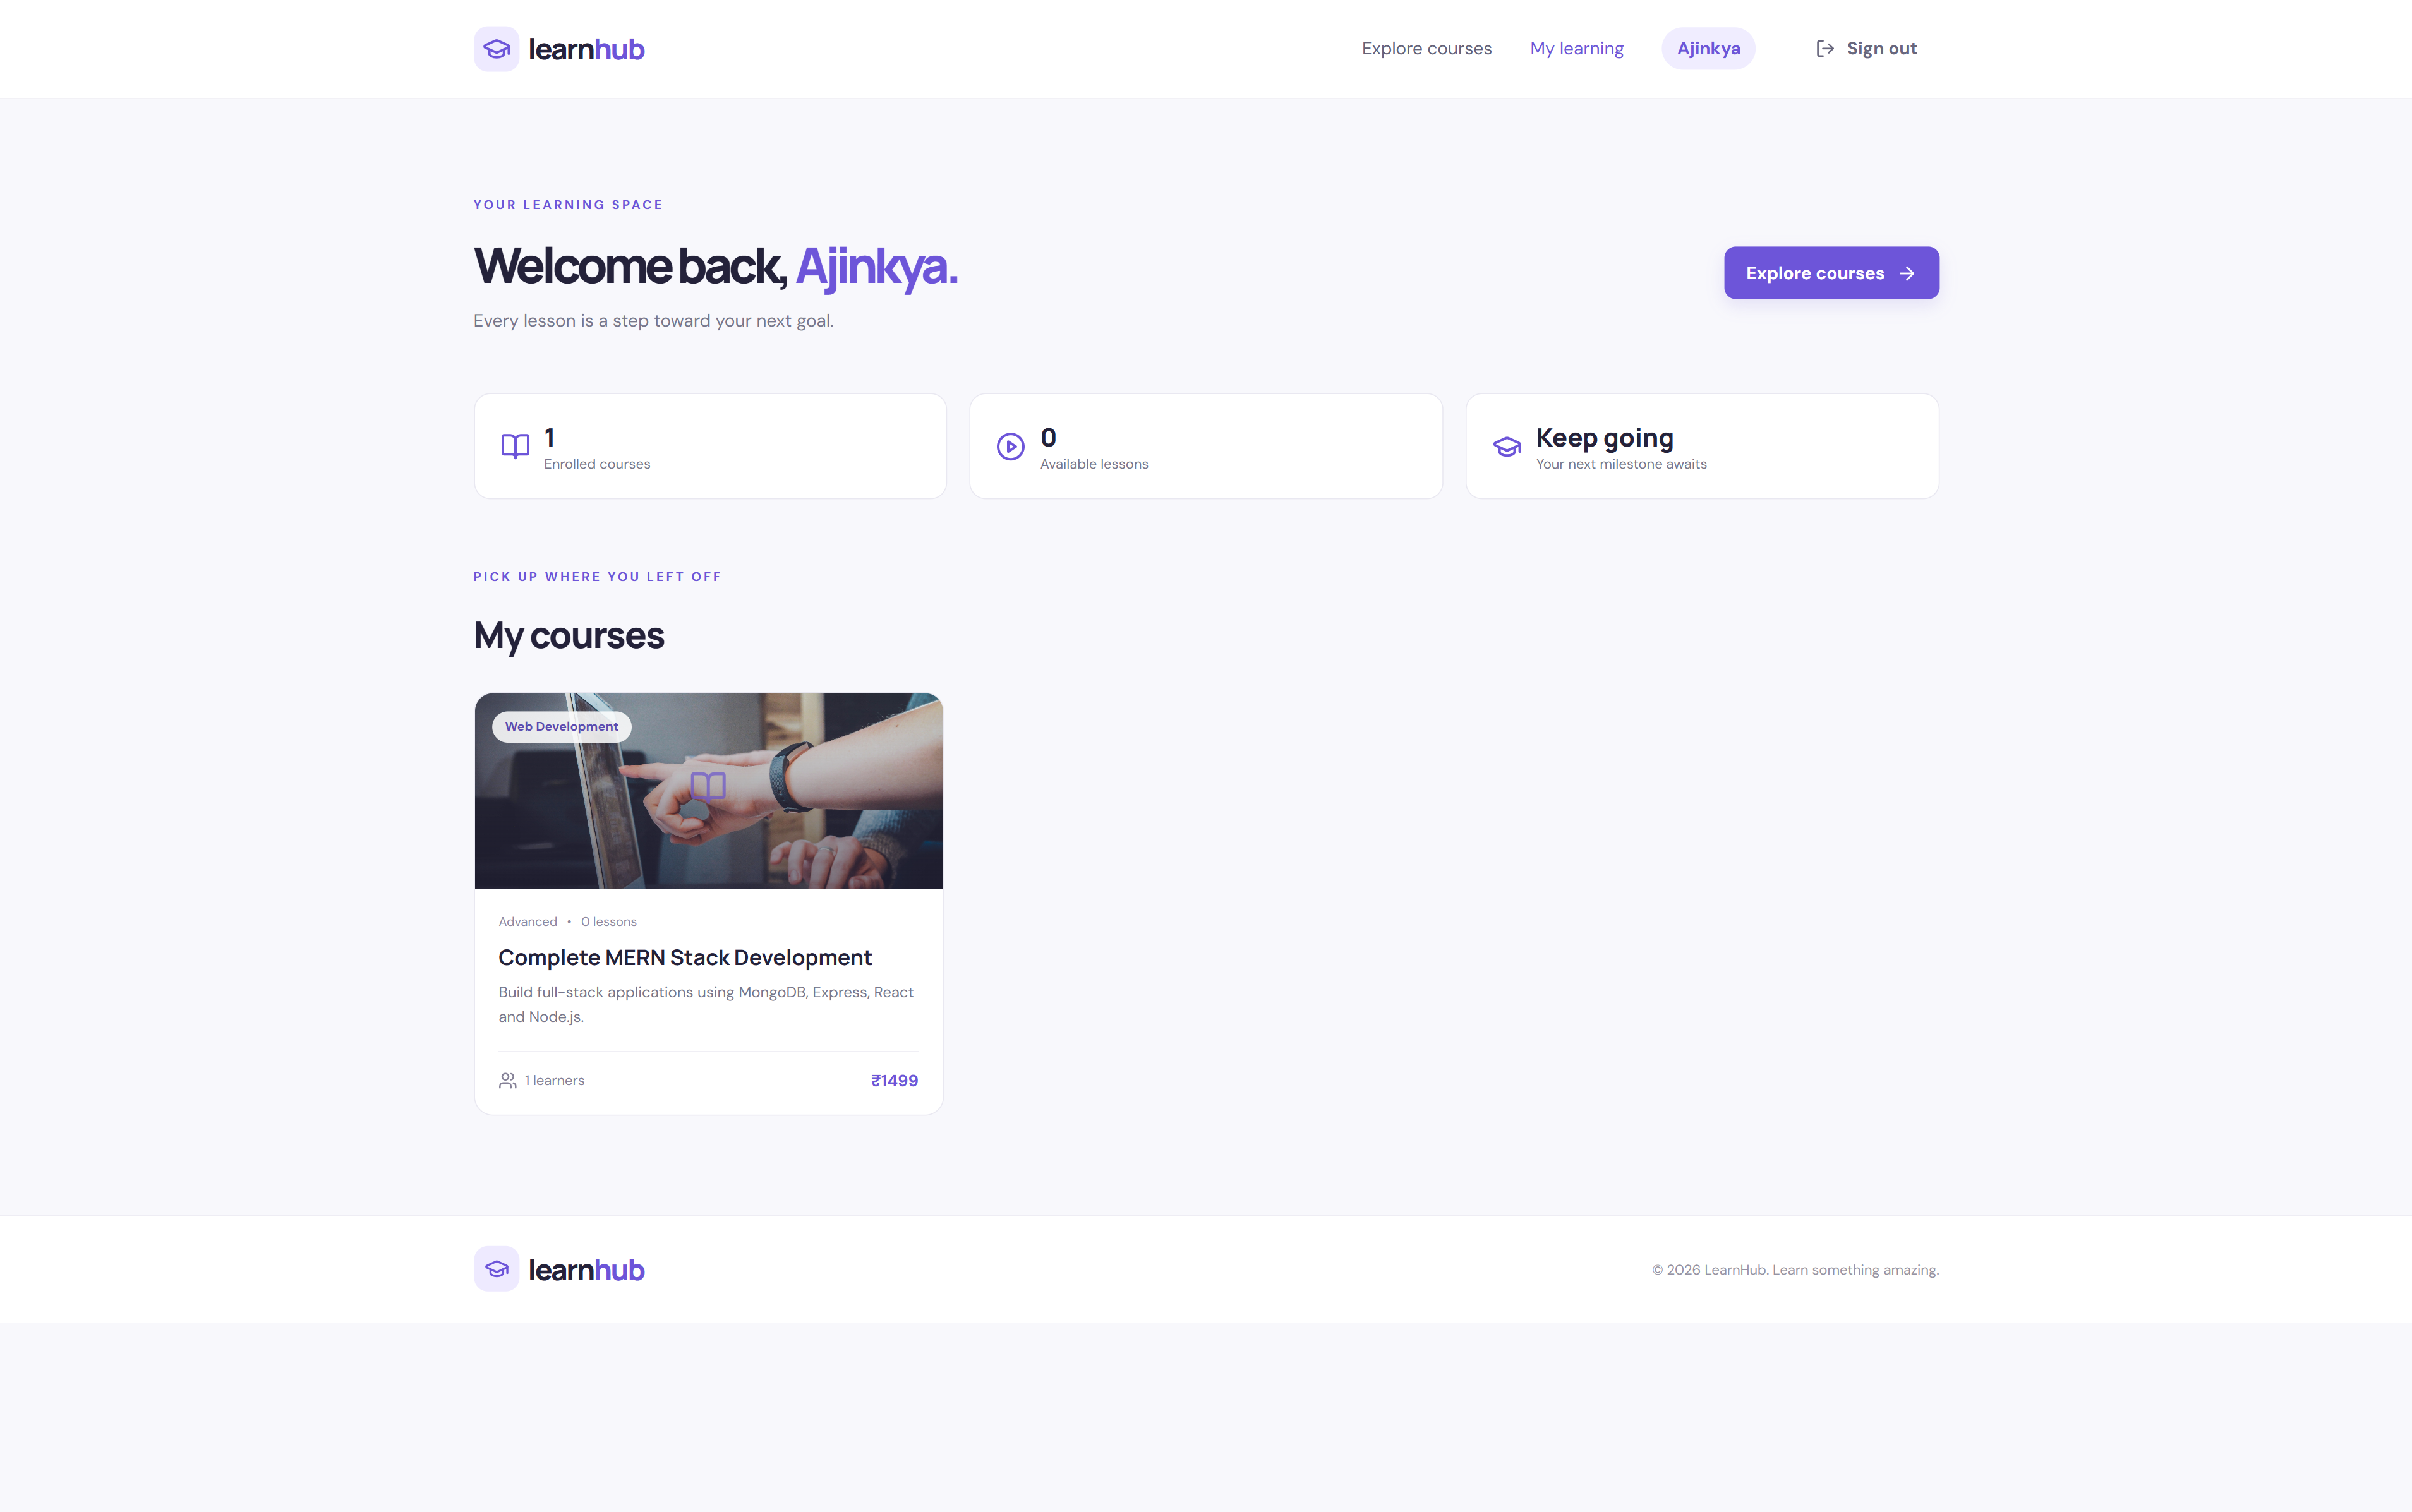 learnhub
Explore courses
My learning
Ajinkya
Sign out
YOUR LEARNING SPACE
Welcome back, Ajinkya.
Every lesson is a step toward your next goal.
Explore courses
1
Enrolled courses
0
Available lessons
Keep going
Your next milestone awaits
PICK UP WHERE YOU LEFT OFF
My courses
Web Development
Advanced • 0 lessons
Complete MERN Stack Development
Build full-stack applications using MongoDB, Express, React
and Node.js.
1 learners
₹1499
learnhub
© 2026 LearnHub. Learn something amazing.